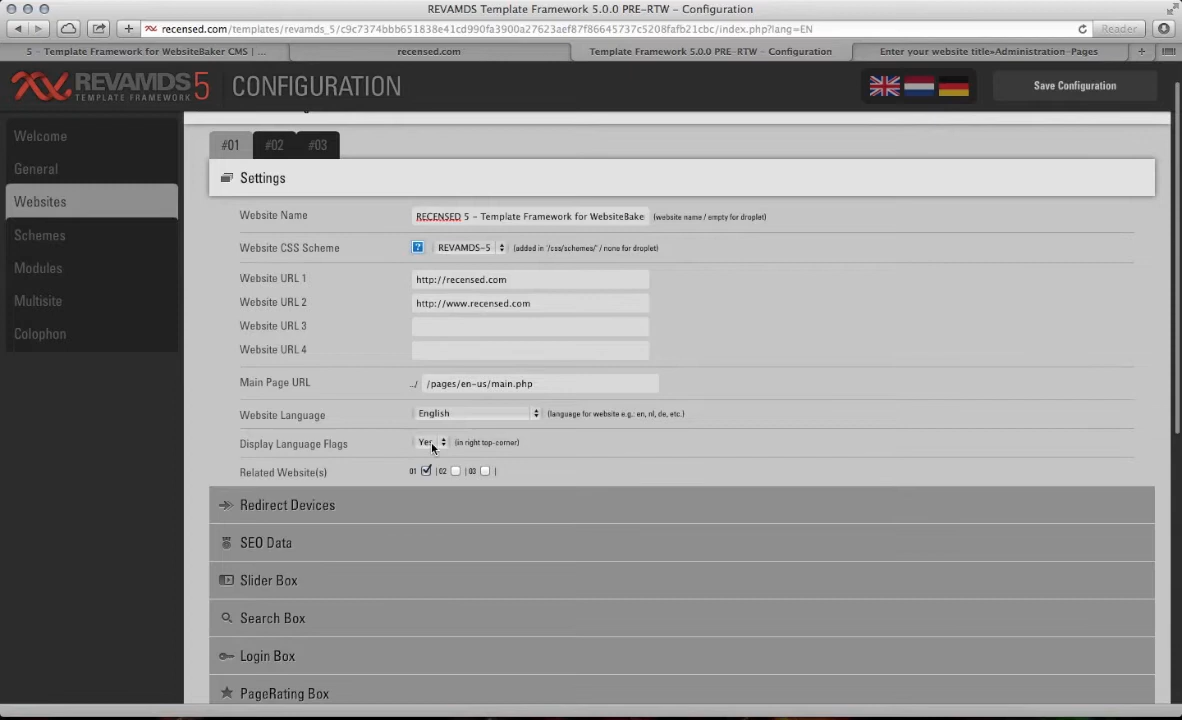 REVAMDS Template Framework 5.0.0 PRE-RTW - Configuration
recensed.com/templates/revamds_5/c9c7374bbb651838e41cd990fa3900a27623aef87f86645737c5208fafb21cbc/index.php?lang=EN
Reader
5 - Template Framework for WebsiteBaker CMS | ...
recensed.com
Template Framework 5.0.0 PRE-RTW - Configuration
Enter your website title»Administration-Pages
REVAMDS 5
TEMPLATE FRAMEWORK
CONFIGURATION
Save Configuration
Welcome
General
Websites
Schemes
Modules
Multisite
Colophon
#01 #02 #03
Settings
Website Name RECENSED 5 - Template Framework for WebsiteBake (website name / empty for droplet)
Website CSS Scheme ? REVAMDS-5 (added in '/css/schemes/' / none for droplet)
Website URL 1 http://recensed.com
Website URL 2 http://www.recensed.com
Website URL 3
Website URL 4
Main Page URL ../ /pages/en-us/main.php
Website Language English (language for website e.g.: en, nl, de, etc.)
Display Language Flags Yes (in right top-corner)
Related Website(s) 01 | 02 | 03 |
Redirect Devices
SEO Data
Slider Box
Search Box
Login Box
PageRating Box